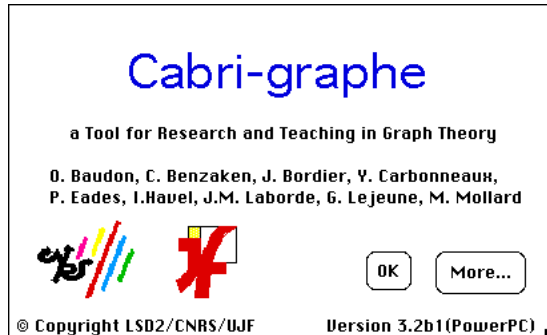 Cabri-graphe
a Tool for Research and Teaching in Graph Theory
O. Baudon, C. Benzaken, J. Bordier, Y. Carbonneaux,
P. Eades, I.Havel, J.M. Laborde, G. Lejeune, M. Mollard
cnrs
OK
More...
© Copyright LSD2/CNRS/UJF
Version 3.2b1(PowerPC)